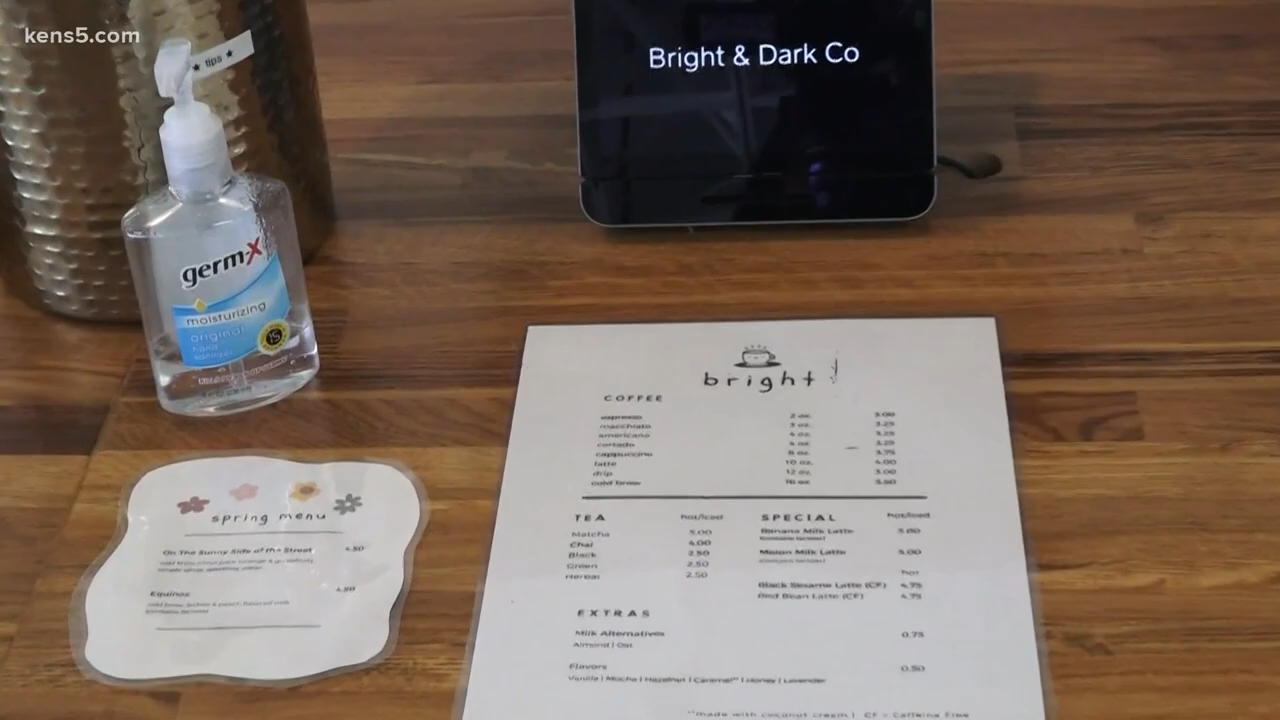 kens5.com
★ tips ★
Bright & Dark Co
germ-x
moisturizing
original
hand
sanitizer
15
bright
COFFEE
espresso 2 oz. 3.00
macchiato 3 oz. 3.25
americano 4 oz. 3.25
cortado 4 oz. 3.25
cappuccino 6 oz. 3.75
latte 10 oz. 4.00
drip 12 oz. 3.00
cold brew 16 oz
TEA hot/iced
Matcha 5.00
Chai 4.00
Black 2.50
Green 2.50
Herbal 2.50
SPECIAL hot/iced
Banana Milk Latte 5.00
Melon Milk Latte 5.00
hot
Black Sesame Latte (CF) 4.75
Red Bean Latte (CF) 4.75
EXTRAS
Milk Alternatives 0.75
Almond | Oat
Flavors 0.50
Vanilla | Mocha | Hazelnut | Caramel** | Honey | Lavender
**made with coconut cream | CF = Caffeine Free
spring menu
On The Sunny Side of the Street 4.50
Equinox 4.50